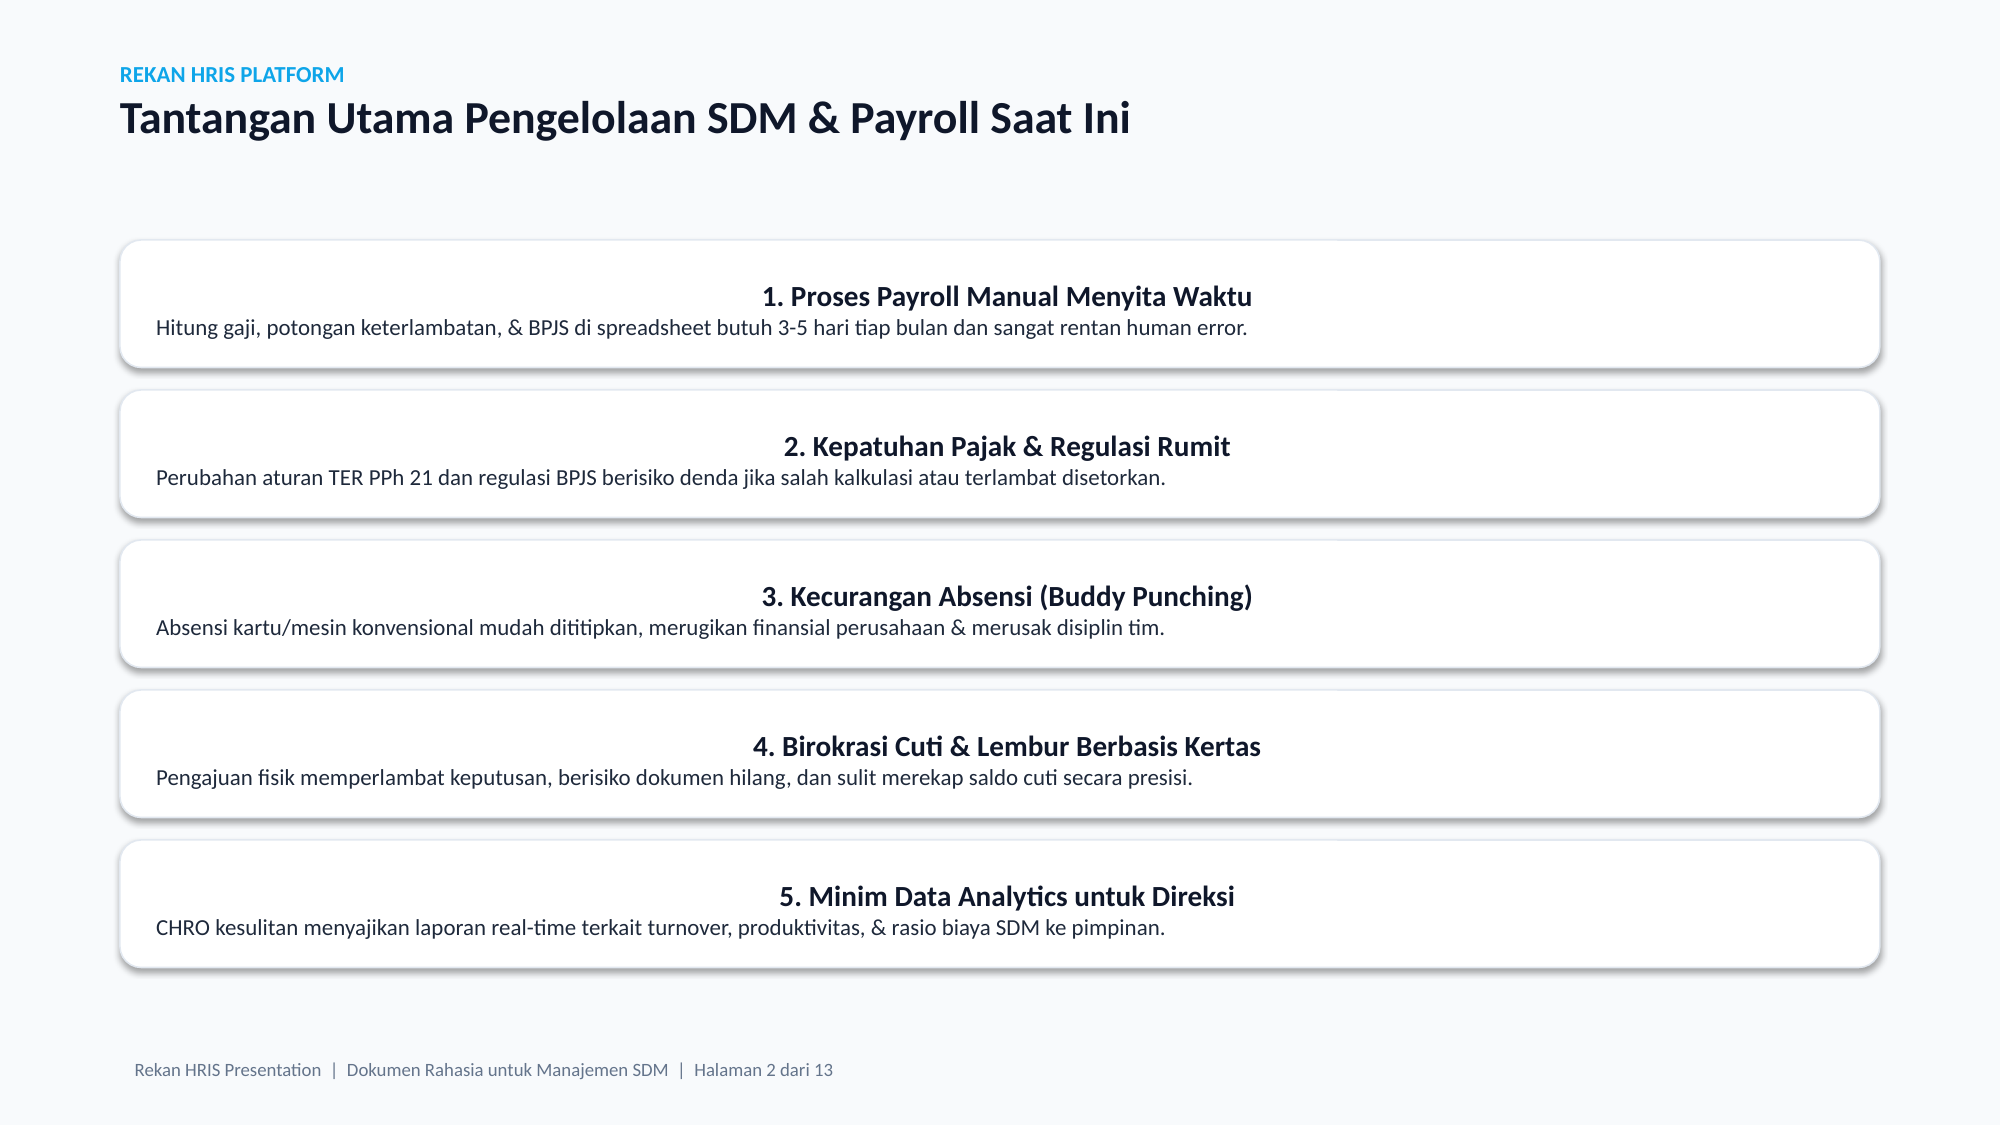 REKAN HRIS PLATFORM
Tantangan Utama Pengelolaan SDM & Payroll Saat Ini
1. Proses Payroll Manual Menyita Waktu
Hitung gaji, potongan keterlambatan, & BPJS di spreadsheet butuh 3-5 hari tiap bulan dan sangat rentan human error.
2. Kepatuhan Pajak & Regulasi Rumit
Perubahan aturan TER PPh 21 dan regulasi BPJS berisiko denda jika salah kalkulasi atau terlambat disetorkan.
3. Kecurangan Absensi (Buddy Punching)
Absensi kartu/mesin konvensional mudah dititipkan, merugikan finansial perusahaan & merusak disiplin tim.
4. Birokrasi Cuti & Lembur Berbasis Kertas
Pengajuan fisik memperlambat keputusan, berisiko dokumen hilang, dan sulit merekap saldo cuti secara presisi.
5. Minim Data Analytics untuk Direksi
CHRO kesulitan menyajikan laporan real-time terkait turnover, produktivitas, & rasio biaya SDM ke pimpinan.
Rekan HRIS Presentation | Dokumen Rahasia untuk Manajemen SDM | Halaman 2 dari 13